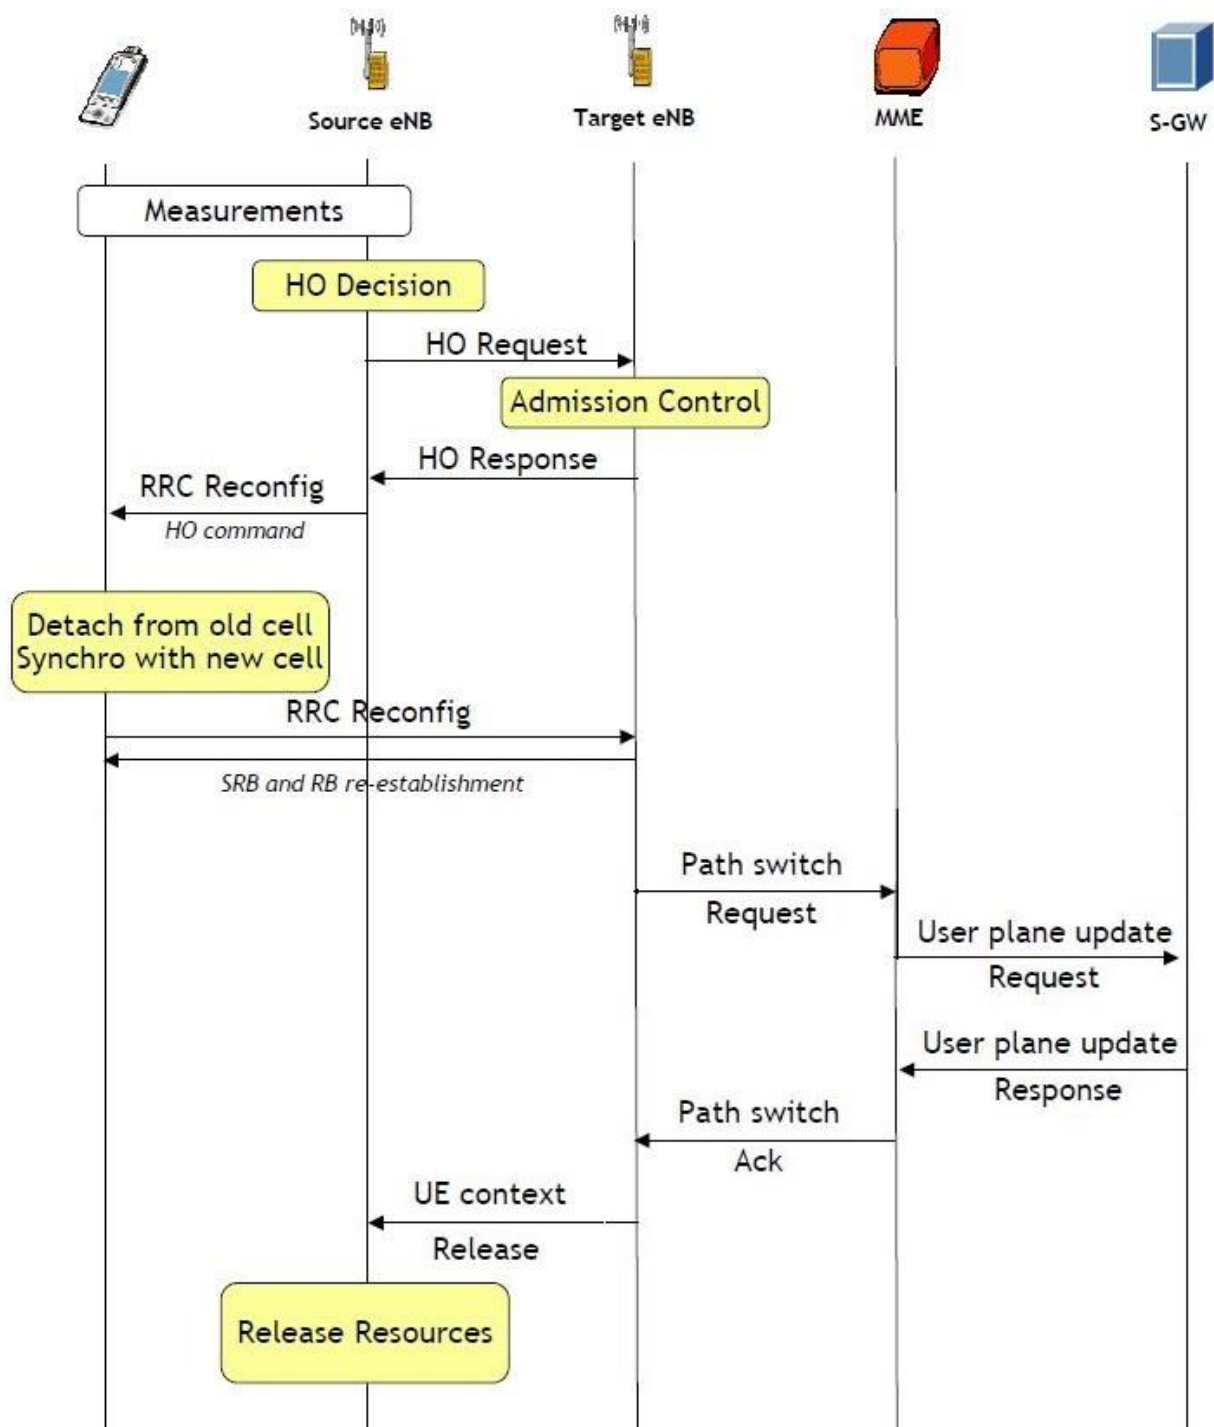 Source eNB
Target eNB
MME
S-GW
Measurements
HO Decision
HO Request
Admission Control
HO Response
RRC Reconfig
HO command
Detach from old cell
Synchro with new cell
RRC Reconfig
SRB and RB re-establishment
Path switch
Request
User plane update
Request
User plane update
Response
Path switch
Ack
UE context
Release
Release Resources